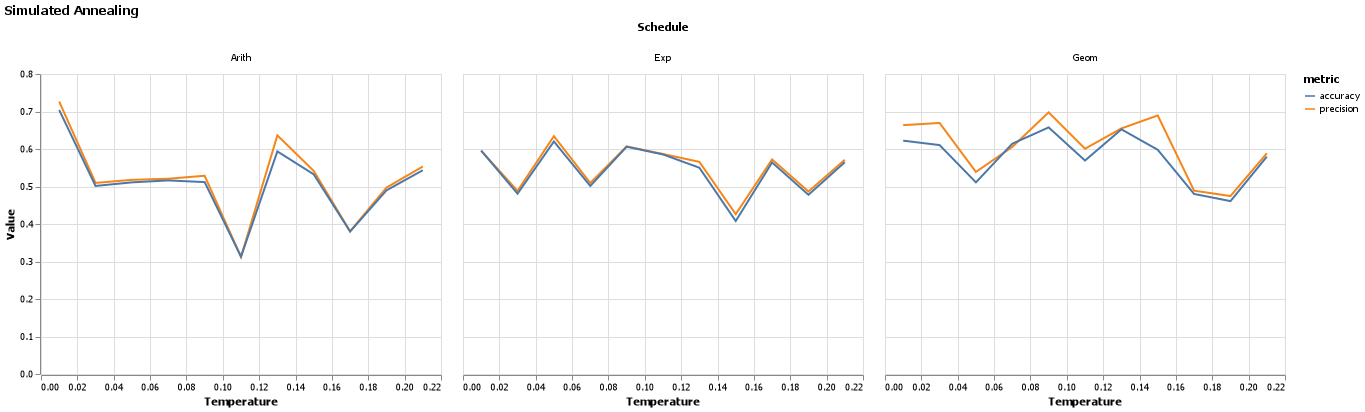 Simulated Annealing
Schedule
Arith Exp Geom
metric
accuracy
precision
Value
0.8
0.7
0.6
0.5
0.4
0.3
0.2
0.1
0.0
0.00 0.02 0.04 0.06 0.08 0.10 0.12 0.14 0.16 0.18 0.20 0.22
0.00 0.02 0.04 0.06 0.08 0.10 0.12 0.14 0.16 0.18 0.20 0.22
0.00 0.02 0.04 0.06 0.08 0.10 0.12 0.14 0.16 0.18 0.20 0.22
Temperature Temperature Temperature